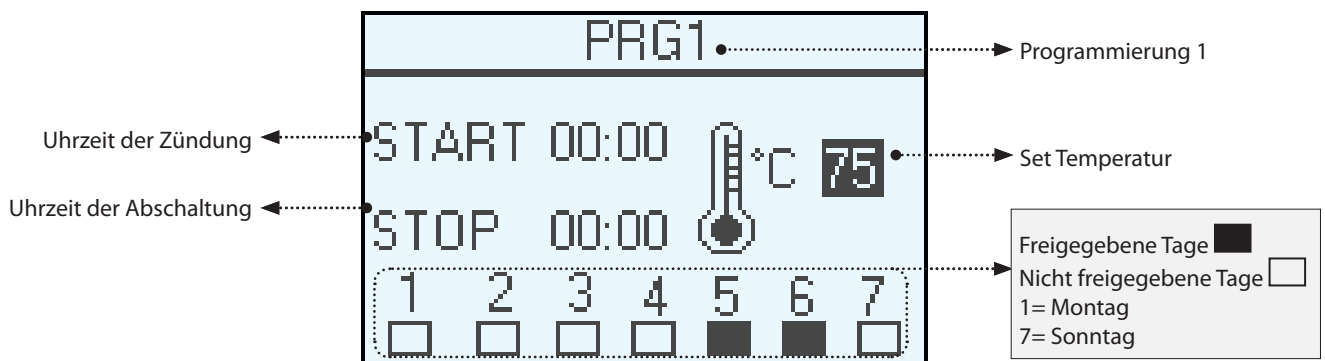 PRG1
Programmierung 1
Uhrzeit der Zündung
START 00:00
°C 75
Set Temperatur
Uhrzeit der Abschaltung
STOP 00:00
1 2 3 4 5 6 7
Freigegebene Tage
Nicht freigegebene Tage
1= Montag
7= Sonntag